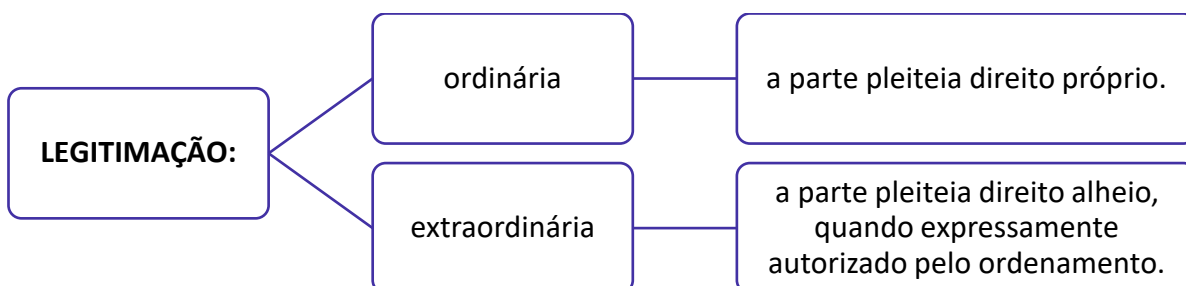 LEGITIMAÇÃO:
ordinária
a parte pleiteia direito próprio.
extraordinária
a parte pleiteia direito alheio,
quando expressamente
autorizado pelo ordenamento.